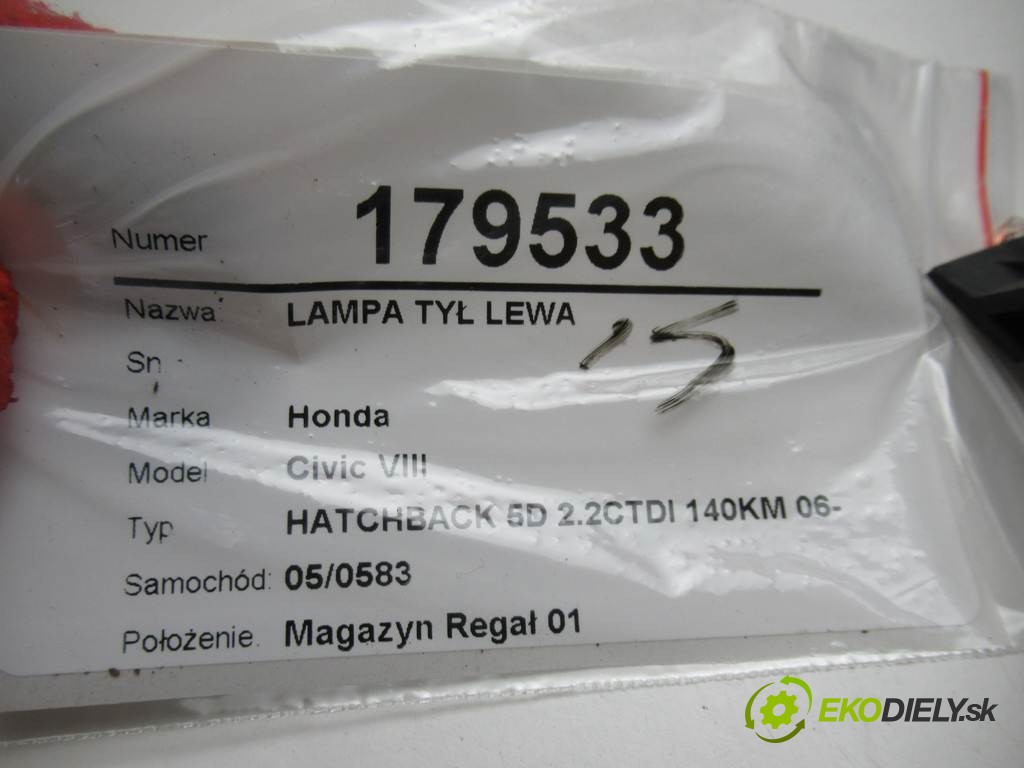 Numer 179533
Nazwa: LAMPA TYŁ LEWA
15
Sn
Marka Honda
Model Civic VIII
Typ HATCHBACK 5D 2.2CTDI 140KM 06-
Samochód: 05/0583
Położenie. Magazyn Regał 01
EKODIELY.sk